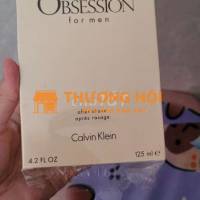 OBSESSION
for men
THƯƠNG HỘI
after shave
après rasage
Calvin Klein
4.2 FL OZ
125 ml ℮